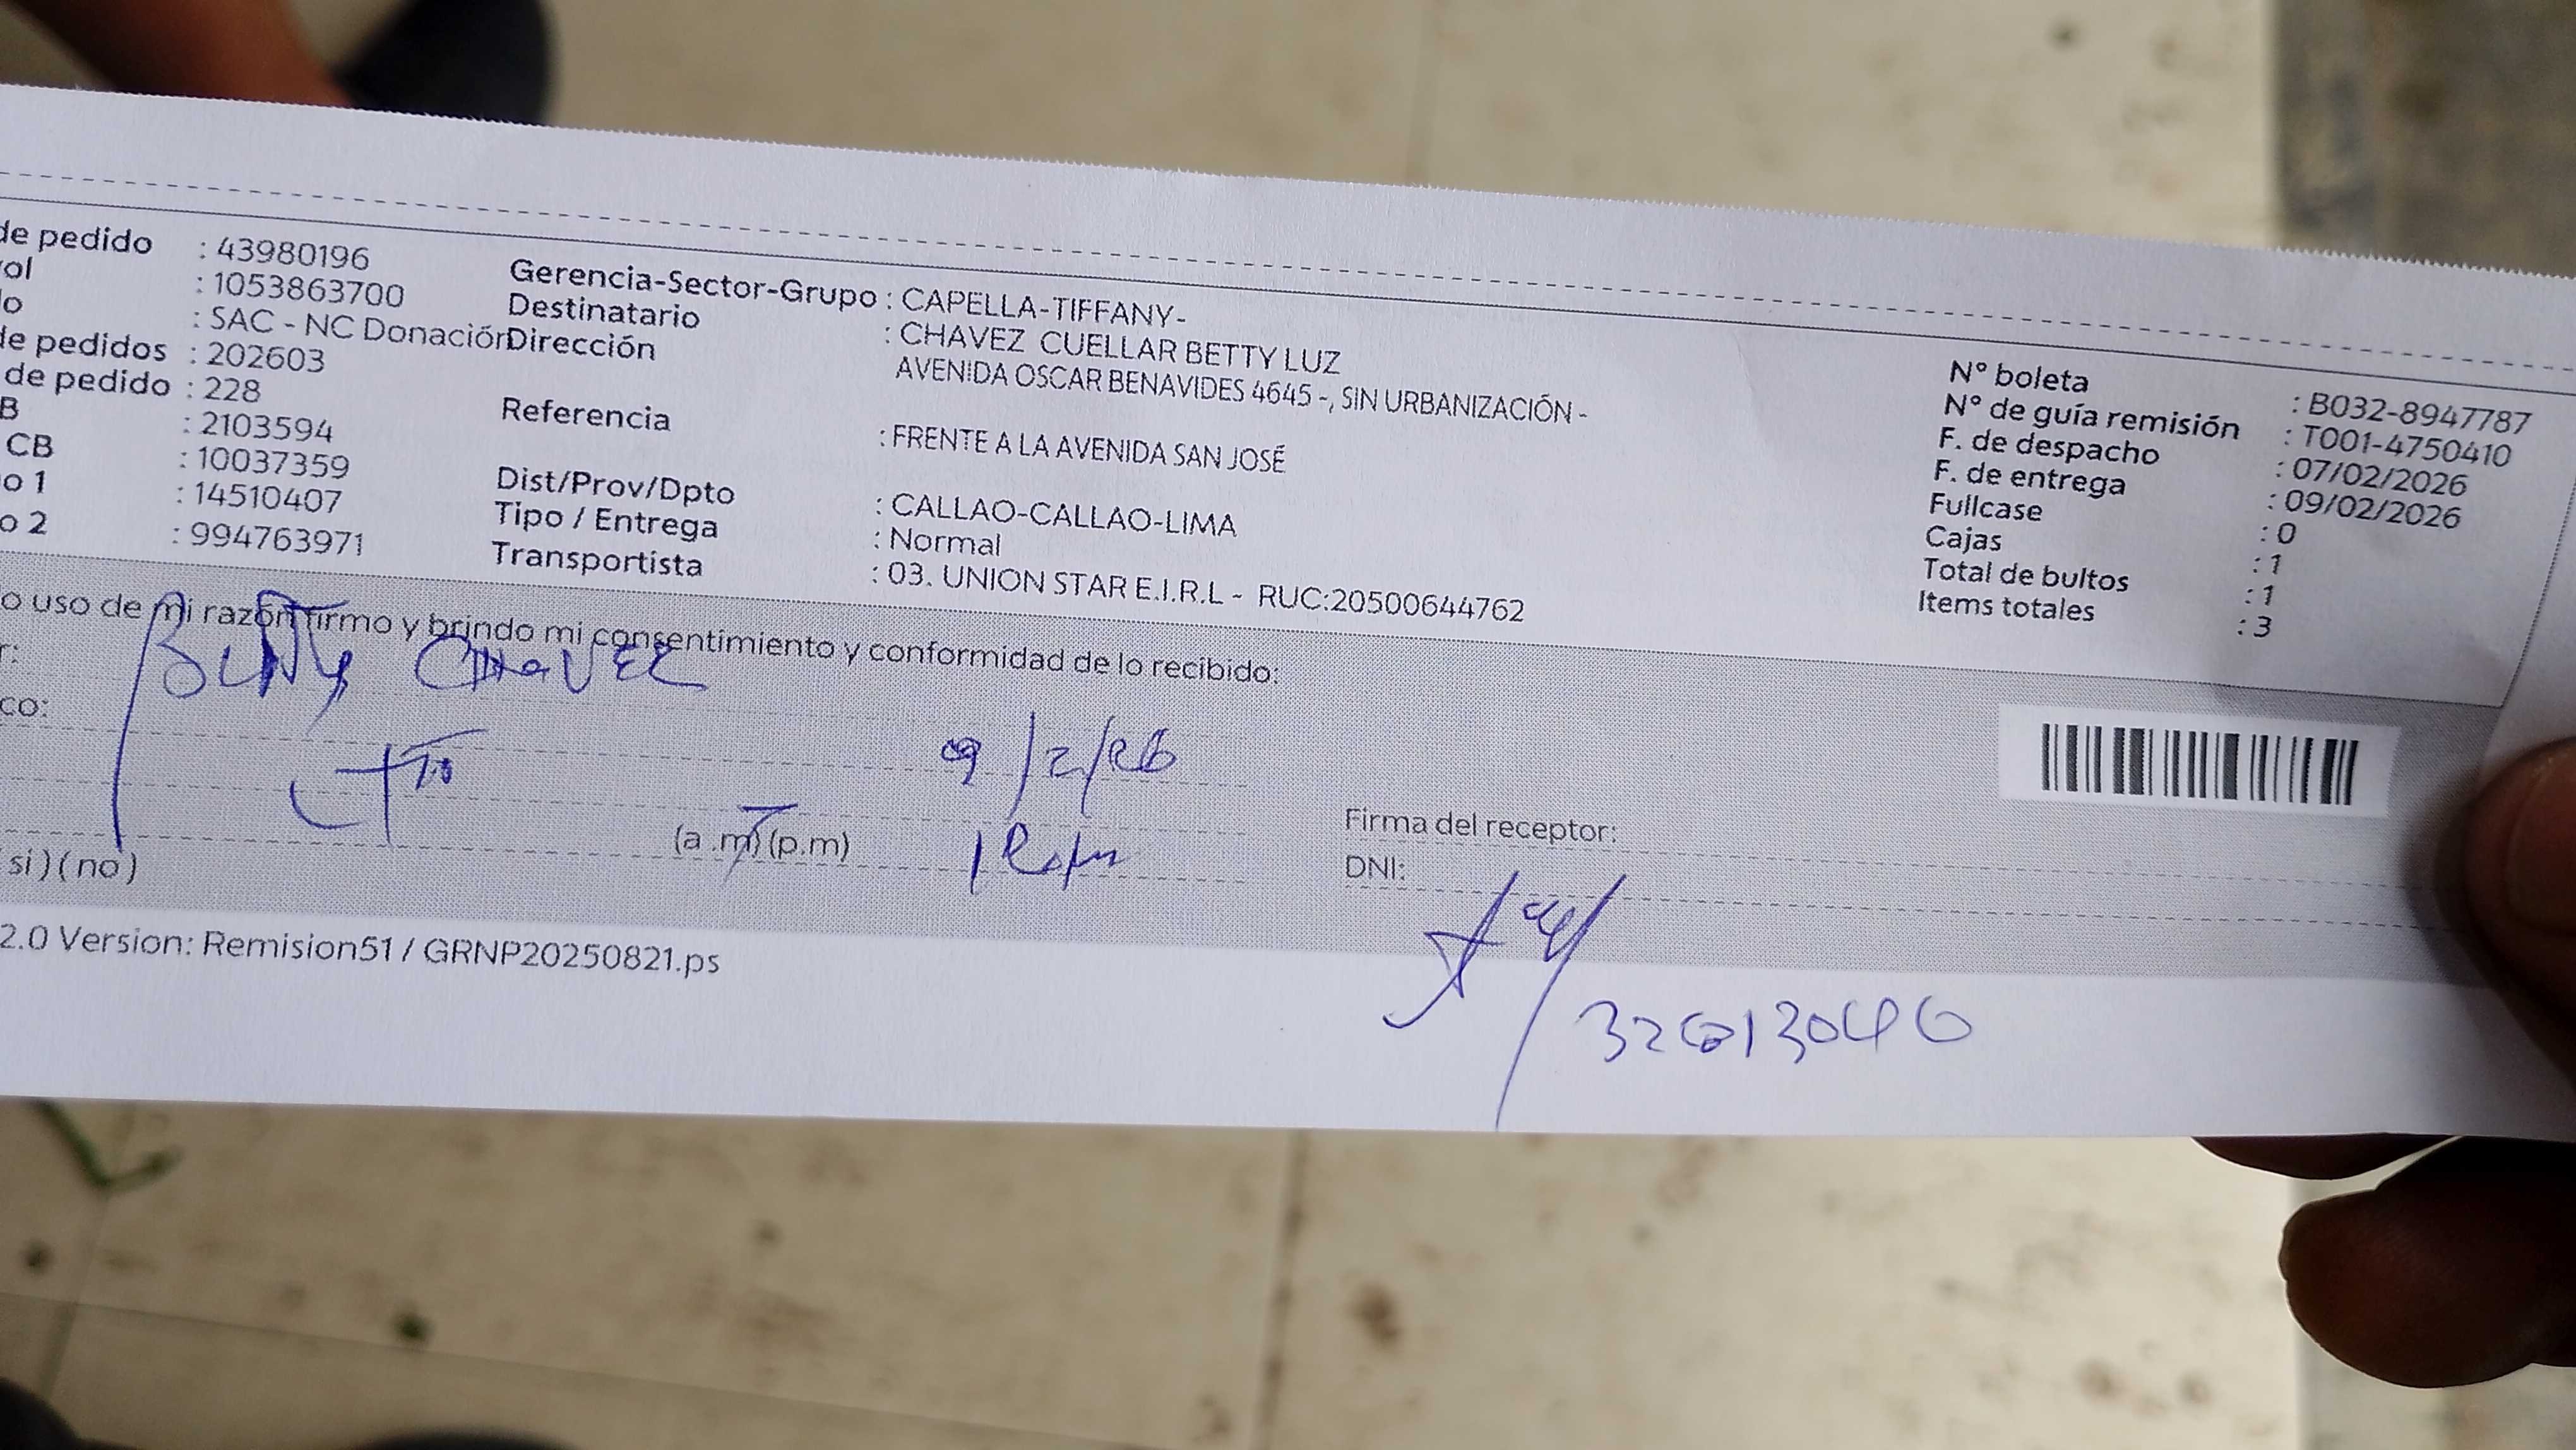 de pedido : 43980196
ol : 1053863700
o : SAC - NC Donación
de pedidos : 202603
de pedido : 228
B : 2103594
CB : 10037359
o 1 : 14510407
o 2 : 994763971
Gerencia-Sector-Grupo : CAPELLA-TIFFANY-
Destinatario : CHAVEZ CUELLAR BETTY LUZ
Dirección AVENIDA OSCAR BENAVIDES 4645 -, SIN URBANIZACIÓN -
Referencia : FRENTE A LA AVENIDA SAN JOSÉ
Dist/Prov/Dpto : CALLAO-CALLAO-LIMA
Tipo / Entrega : Normal
Transportista : 03. UNION STAR E.I.R.L - RUC:20500644762
N° boleta : B032-8947787
N° de guía remisión : T001-4750410
F. de despacho : 07/02/2026
F. de entrega : 09/02/2026
Fullcase : 0
Cajas : 1
Total de bultos : 1
Items totales : 3
o uso de mi razón firmo y brindo mi consentimiento y conformidad de lo recibido:
r: Betty Chavez
co:
09/2/26
(a .m) (p.m)
si ) ( no )
Firma del receptor:
DNI:
2.0 Version: Remision51 / GRNP20250821.ps